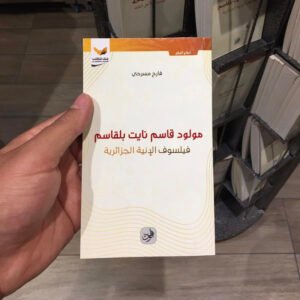 فارح مسرحي
مولود قاسم نايت بلقاسم
فيلسوف الإنية الجزائرية